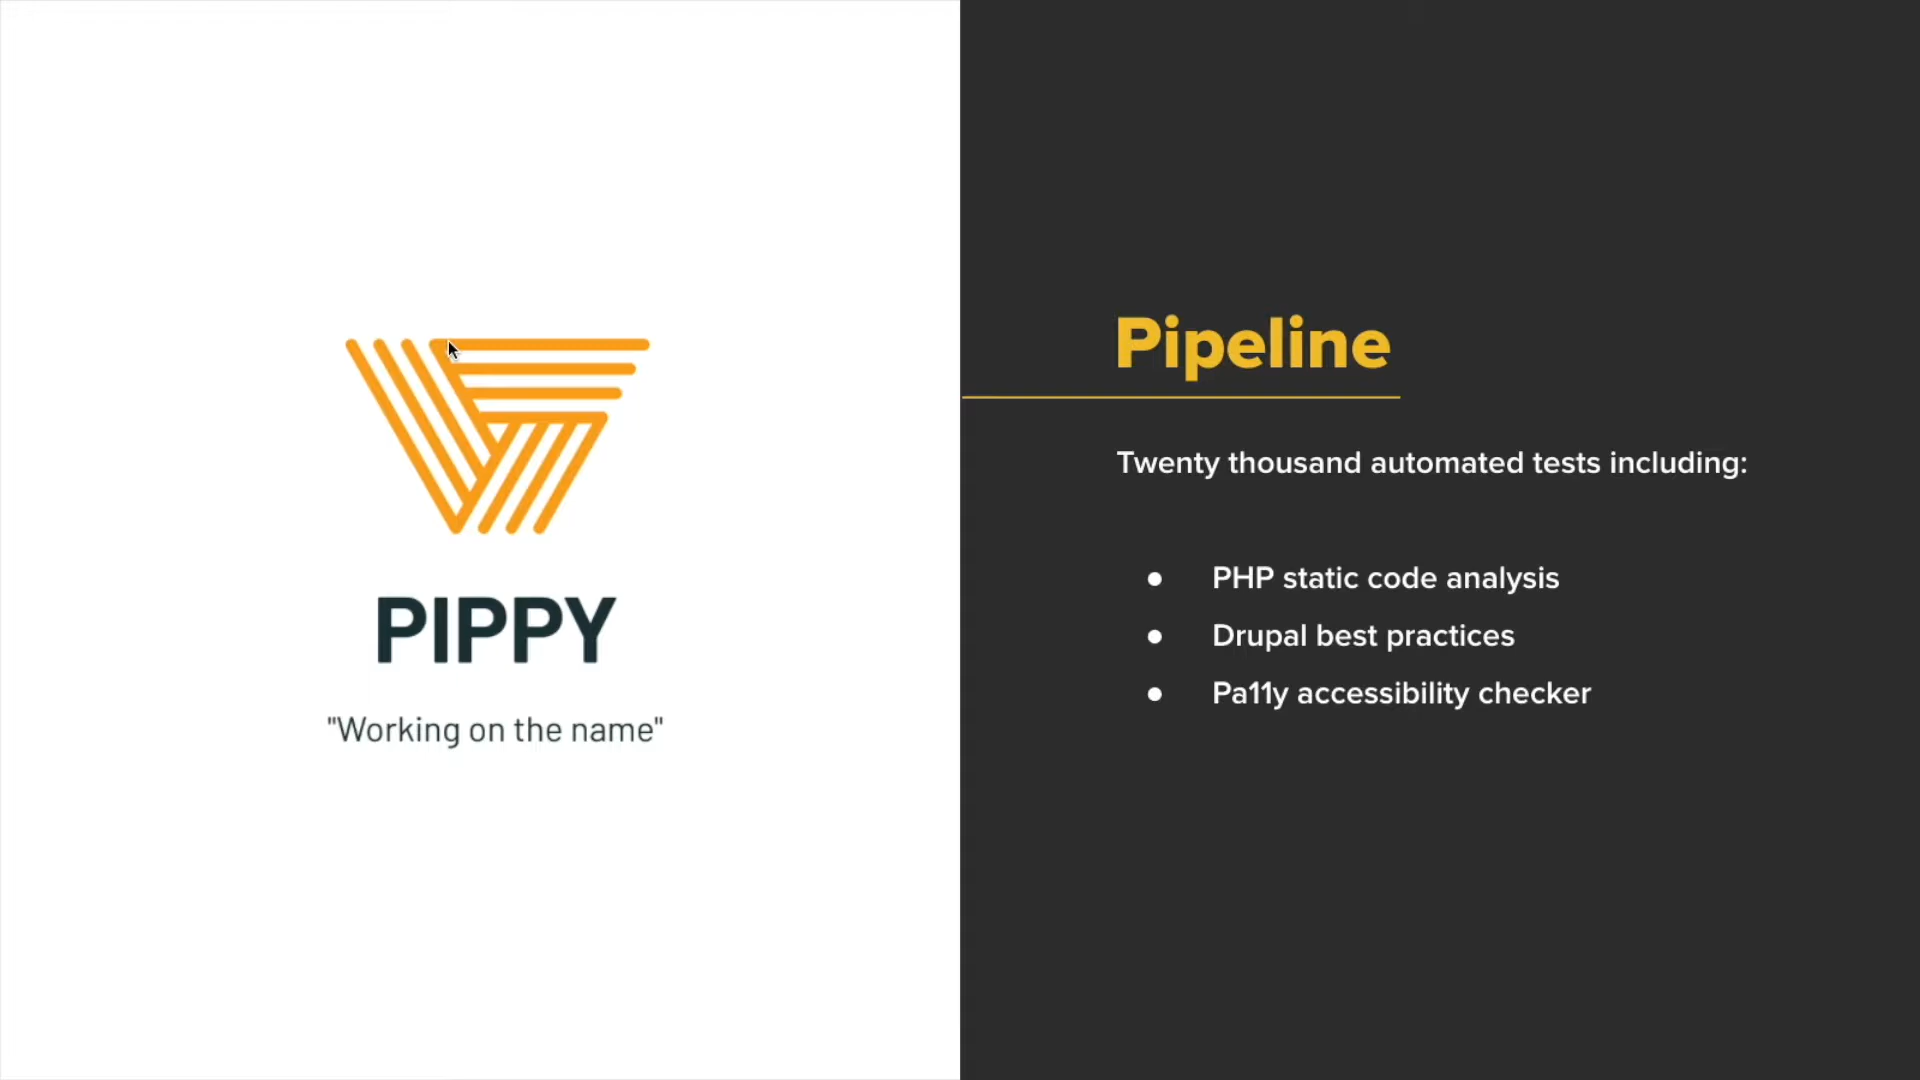 PIPPY
"Working on the name"
Pipeline
Twenty thousand automated tests including:
● PHP static code analysis
● Drupal best practices
● Pa11y accessibility checker